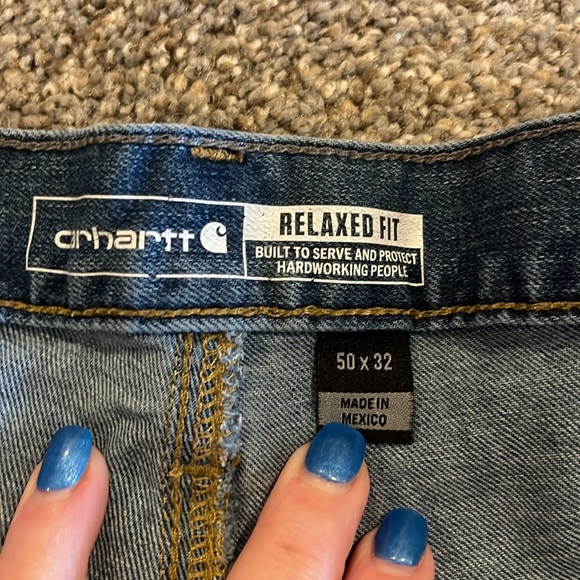 carhartt
RELAXED FIT
BUILT TO SERVE AND PROTECT
HARDWORKING PEOPLE
50 x 32
MADE IN
MEXICO